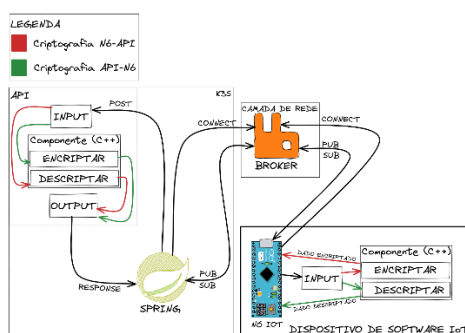 LEGENDA
Criptografia N6-API
Criptografia API-N6
API
K3S
INPUT
POST
Componente (C++)
ENCRIPTAR
DESCRIPTAR
OUTPUT
RESPONSE
SPRING
CONNECT
PUB
SUB
CAMADA DE REDE
BROKER
CONNECT
PUB
SUB
N6 IOT
DADO ENCRIPTADO
INPUT
DADO DESCRIPTADO
Componente (C++)
ENCRIPTAR
DESCRIPTAR
DISPOSITIVO DE SOFTWARE IoT